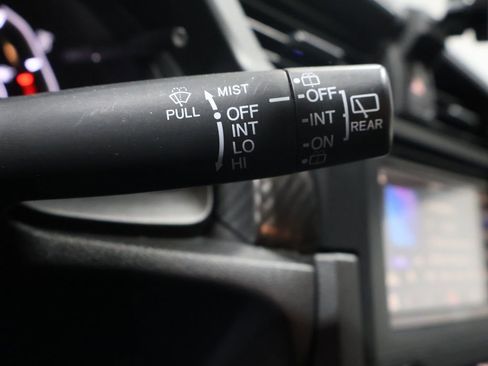 MIST
PULL
OFF
INT
LO
HI
OFF
INT
ON
REAR